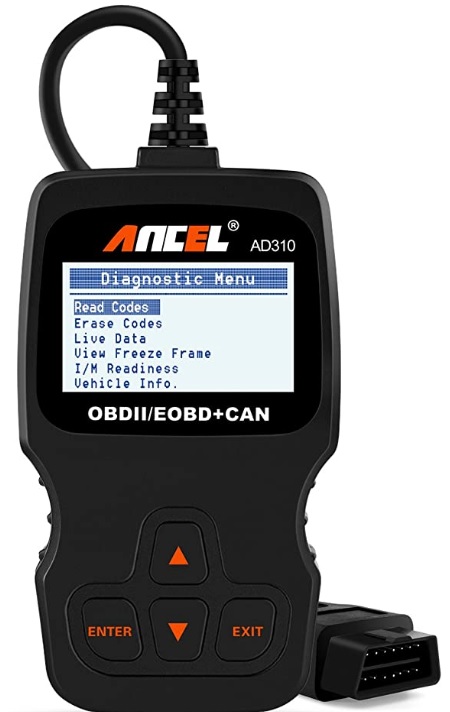 ANCEL® AD310
Diagnostic Menu
Read Codes
Erase Codes
Live Data
View Freeze Frame
I/M Readiness
Vehicle Info.
OBDII/EOBD+CAN
ENTER EXIT